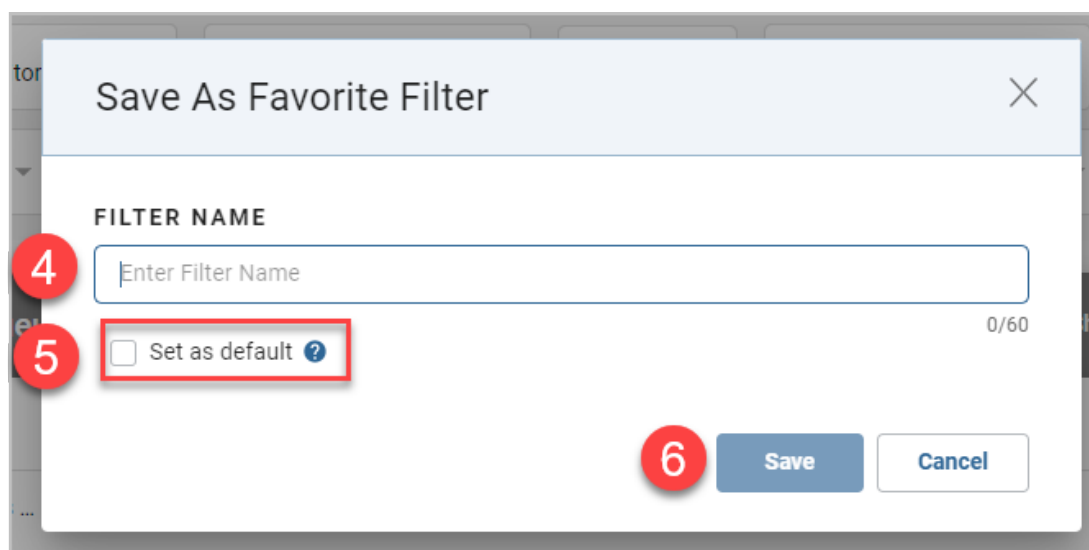 tor
Save As Favorite Filter
FILTER NAME
4
Enter Filter Name
0/60
5
Set as default ?
6
Save
Cancel
...